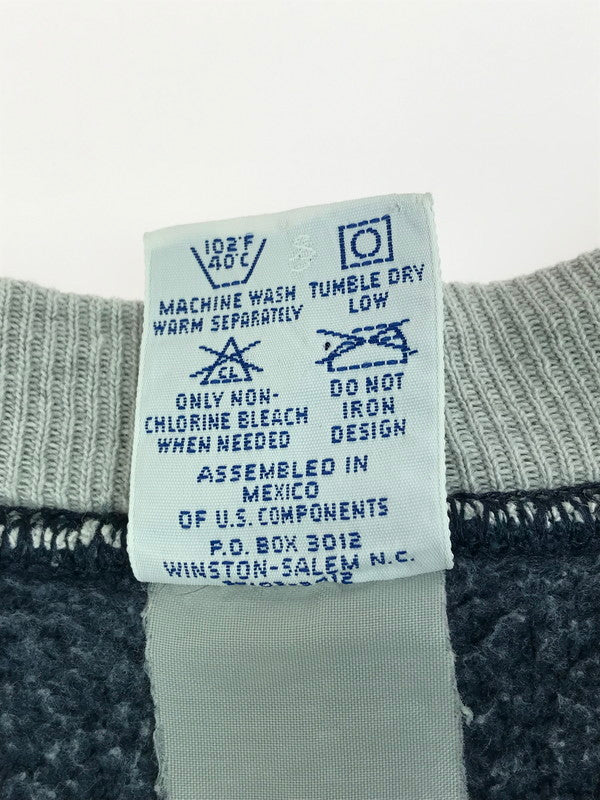 102°F
40°C
MACHINE WASH
WARM SEPARATELY
TUMBLE DRY
LOW
CL
ONLY NON-
CHLORINE BLEACH
WHEN NEEDED
DO NOT
IRON
DESIGN
ASSEMBLED IN
MEXICO
OF U.S. COMPONENTS
P.O. BOX 3012
WINSTON-SALEM N.C.